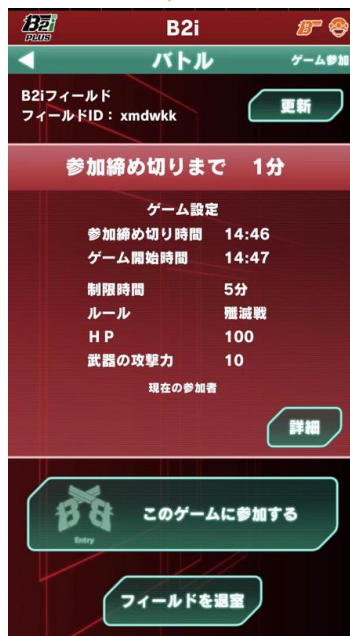 B2i
PLUS
B2i
バトル
ゲーム参加
B2iフィールド
フィールドID： xmdwkk
更新
参加締め切りまで 1分
ゲーム設定
参加締め切り時間 14:46
ゲーム開始時間 14:47
制限時間 5分
ルール 殲滅戦
HP 100
武器の攻撃力 10
現在の参加者
詳細
Entry
このゲームに参加する
フィールドを退室